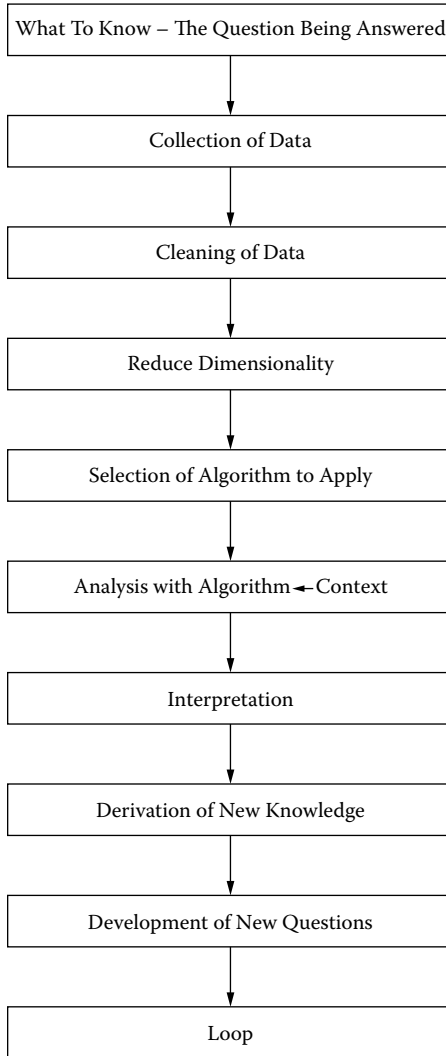 What To Know – The Question Being Answered
Collection of Data
Cleaning of Data
Reduce Dimensionality
Selection of Algorithm to Apply
Analysis with Algorithm Context
Interpretation
Derivation of New Knowledge
Development of New Questions
Loop